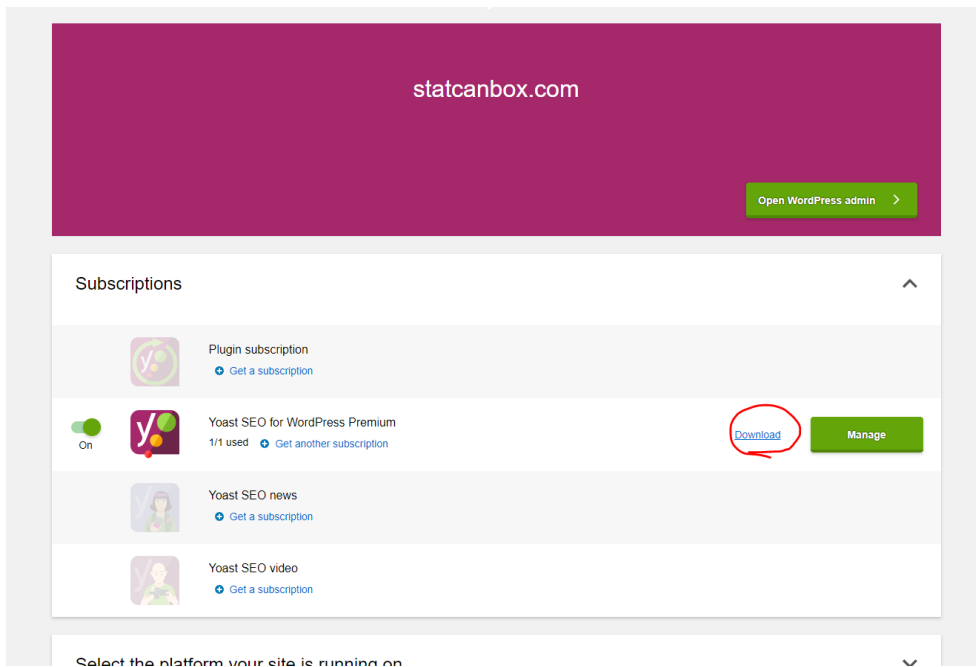 statcanbox.com
Open WordPress admin
Subscriptions
Plugin subscription
Get a subscription
On
Yoast SEO for WordPress Premium
1/1 used Get another subscription
Download
Manage
Yoast SEO news
Get a subscription
Yoast SEO video
Get a subscription
Select the platform your site is running on